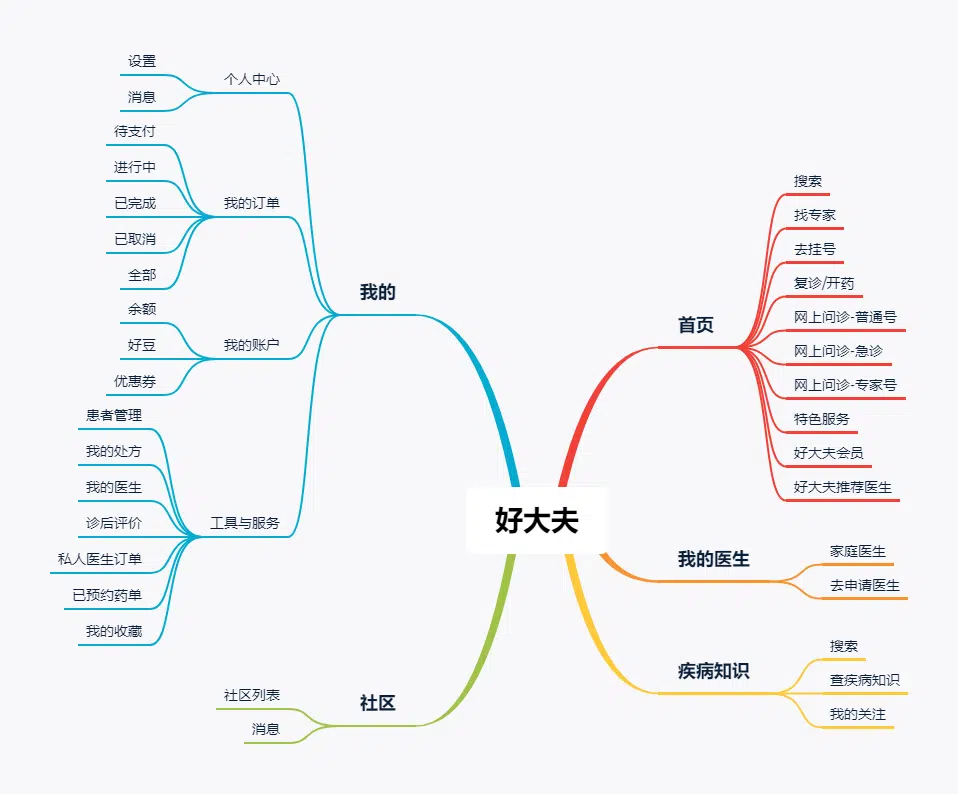 好大夫
首页
搜索
找专家
去挂号
复诊/开药
网上问诊-普通号
网上问诊-急诊
网上问诊-专家号
特色服务
好大夫会员
好大夫推荐医生
我的医生
家庭医生
去申请医生
疾病知识
搜索
查疾病知识
我的关注
社区
社区列表
消息
我的
个人中心
设置
消息
我的订单
待支付
进行中
已完成
已取消
全部
我的账户
余额
好豆
优惠券
工具与服务
患者管理
我的处方
我的医生
诊后评价
私人医生订单
已预约药单
我的收藏